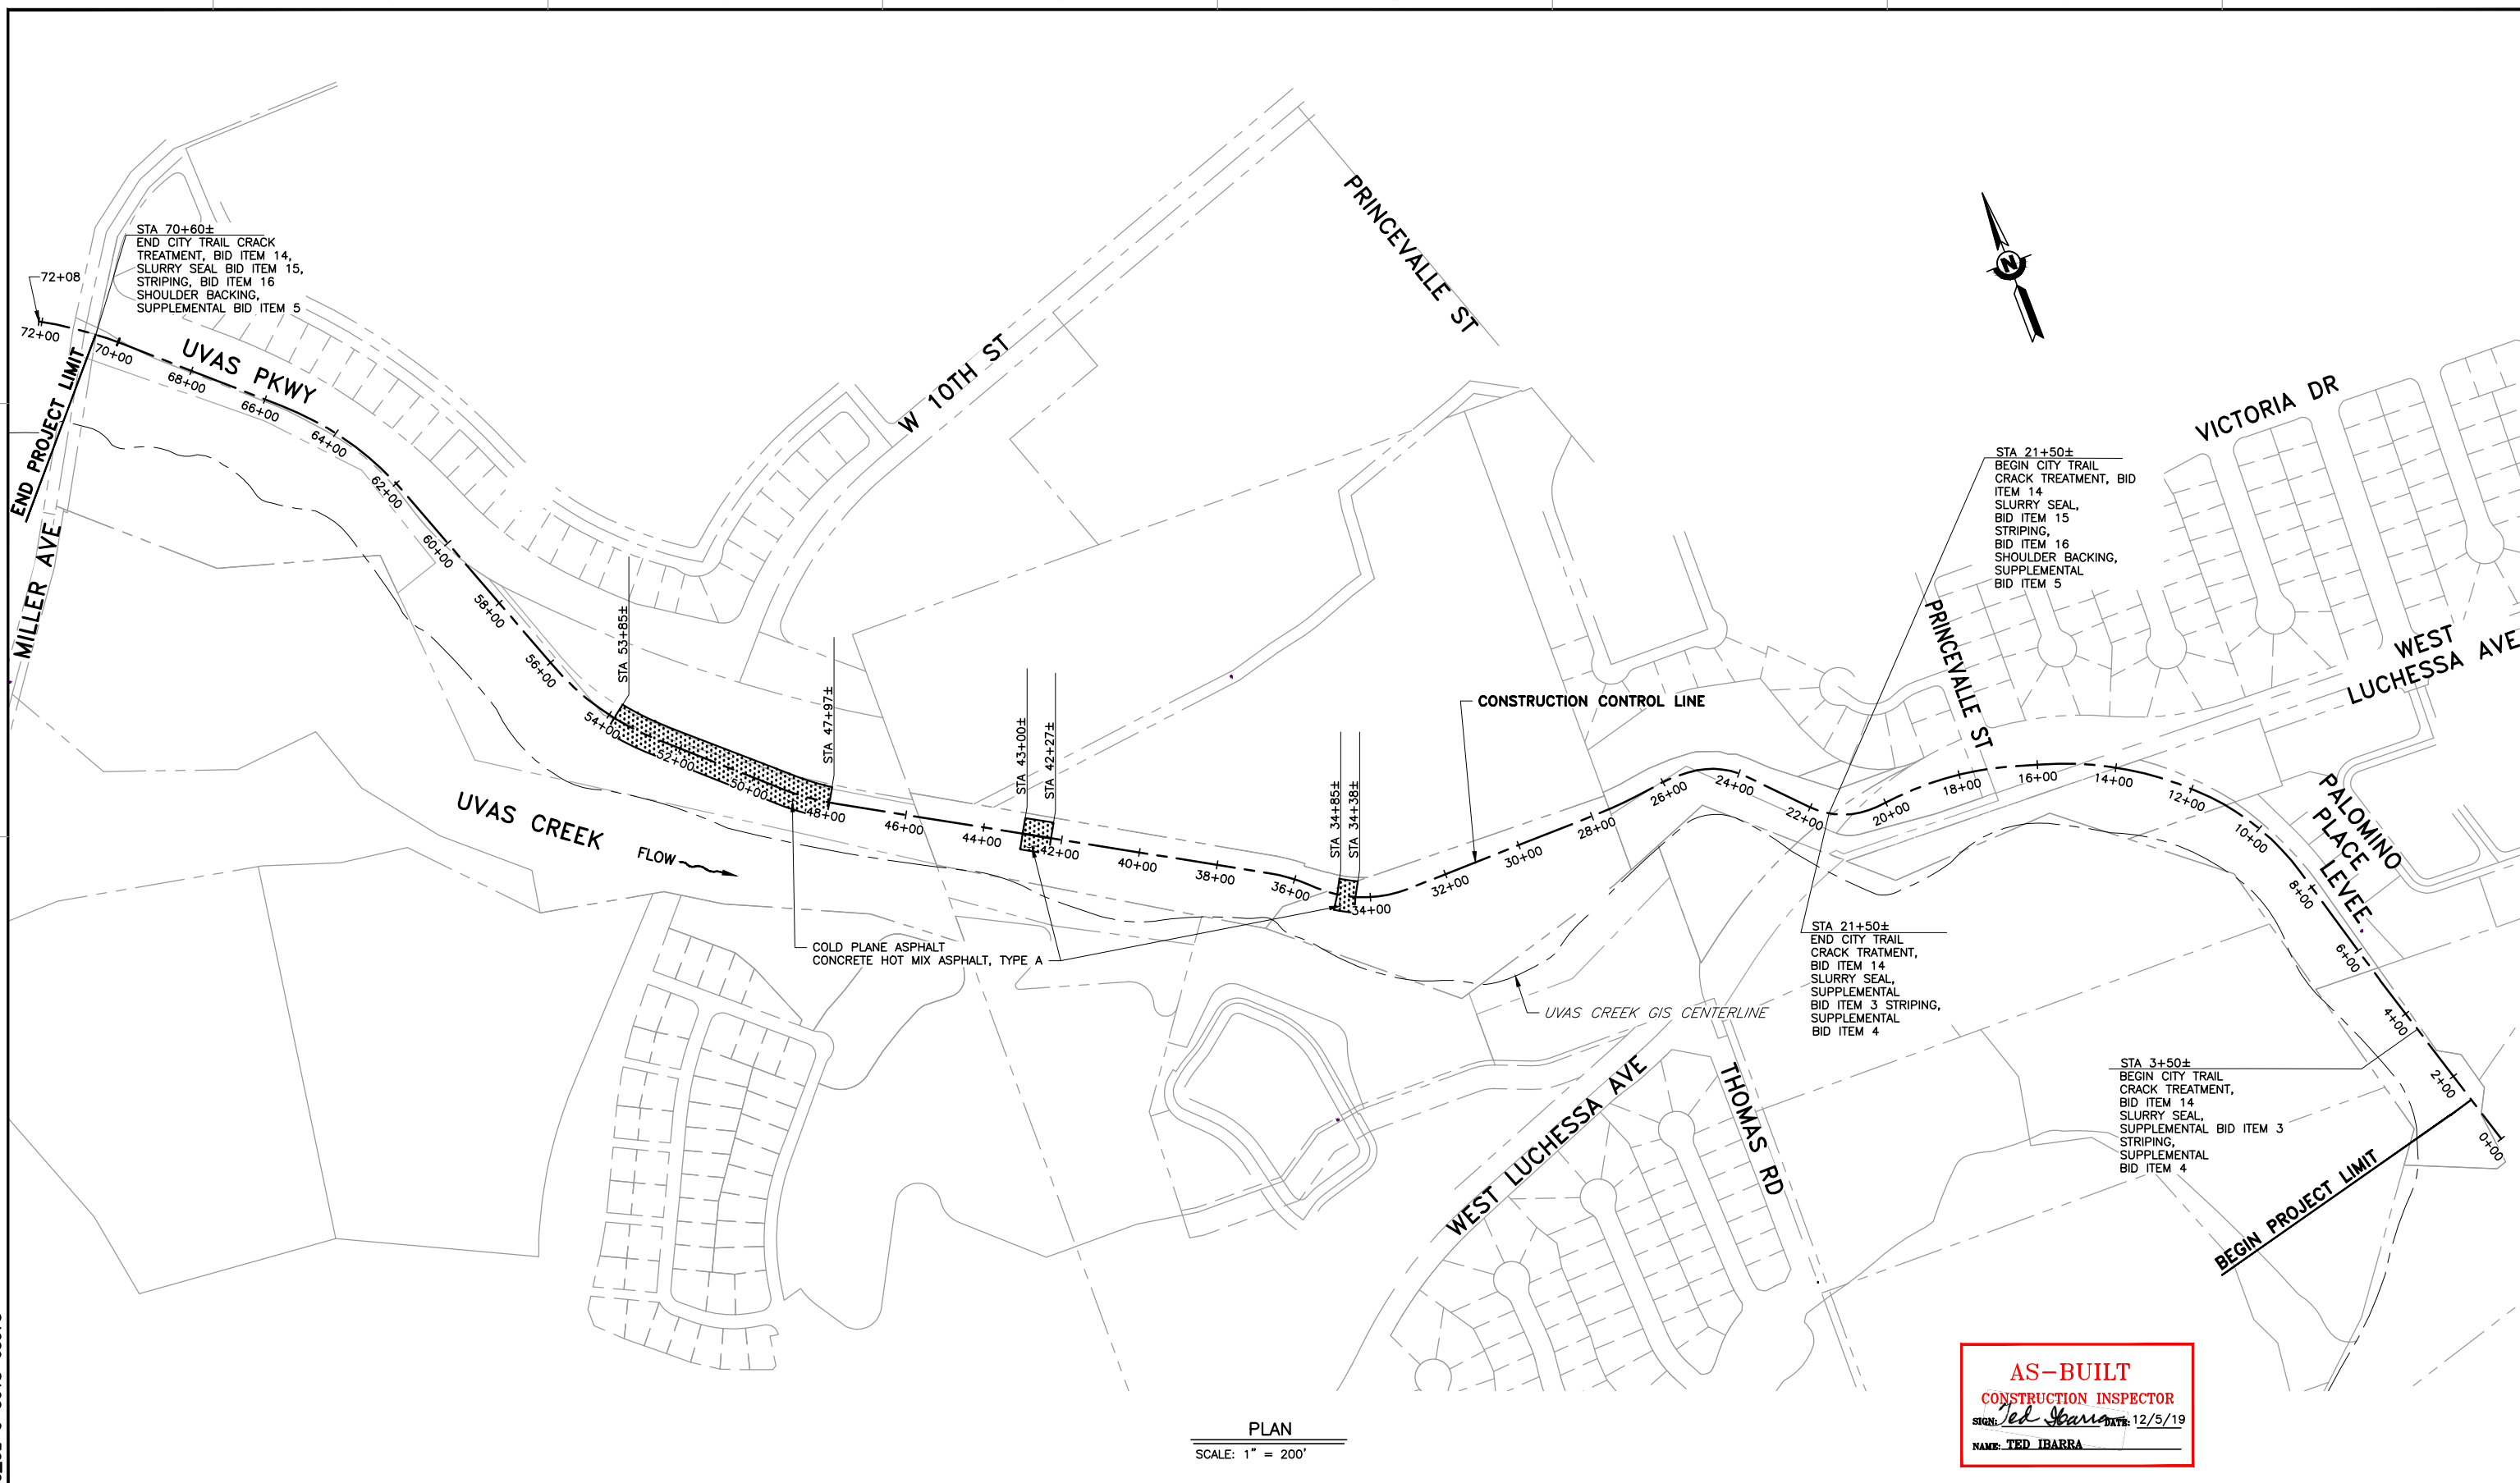 STA 70+60±
END CITY TRAIL CRACK
TREATMENT, BID ITEM 14,
SLURRY SEAL BID ITEM 15,
STRIPING, BID ITEM 16
SHOULDER BACKING,
SUPPLEMENTAL BID ITEM 5
72+08
72+00
70+00
68+00
66+00
64+00
62+00
60+00
58+00
56+00
54+00
52+00
50+00
48+00
46+00
44+00
42+00
40+00
38+00
36+00
34+00
32+00
30+00
28+00
26+00
24+00
22+00
20+00
18+00
16+00
14+00
12+00
10+00
8+00
6+00
4+00
2+00
0+00
END PROJECT LIMIT
MILLER AVE
UVAS PKWY
W 10TH ST
PRINCEVALLE ST
N
VICTORIA DR
STA 21+50±
BEGIN CITY TRAIL
CRACK TREATMENT, BID
ITEM 14
SLURRY SEAL,
BID ITEM 15
STRIPING,
BID ITEM 16
SHOULDER BACKING,
SUPPLEMENTAL
BID ITEM 5
PRINCEVALLE ST
WEST
LUCHESSA AVE
STA 53+85±
STA 47+97±
STA 43+00±
STA 42+27±
STA 34+85±
STA 34+38±
CONSTRUCTION CONTROL LINE
PALOMINO
PLACE
LEVEE
UVAS CREEK
FLOW
COLD PLANE ASPHALT
CONCRETE HOT MIX ASPHALT, TYPE A
UVAS CREEK GIS CENTERLINE
STA 21+50±
END CITY TRAIL
CRACK TRATMENT,
BID ITEM 14
SLURRY SEAL,
SUPPLEMENTAL
BID ITEM 3 STRIPING,
SUPPLEMENTAL
BID ITEM 4
WEST LUCHESSA AVE
THOMAS RD
STA 3+50±
BEGIN CITY TRAIL
CRACK TREATMENT,
BID ITEM 14
SLURRY SEAL,
SUPPLEMENTAL BID ITEM 3
STRIPING,
SUPPLEMENTAL
BID ITEM 4
BEGIN PROJECT LIMIT
AS-BUILT
CONSTRUCTION INSPECTOR
SIGN: Ted Ibarra DATE: 12/5/19
NAME: TED IBARRA
PLAN
SCALE: 1" = 200'